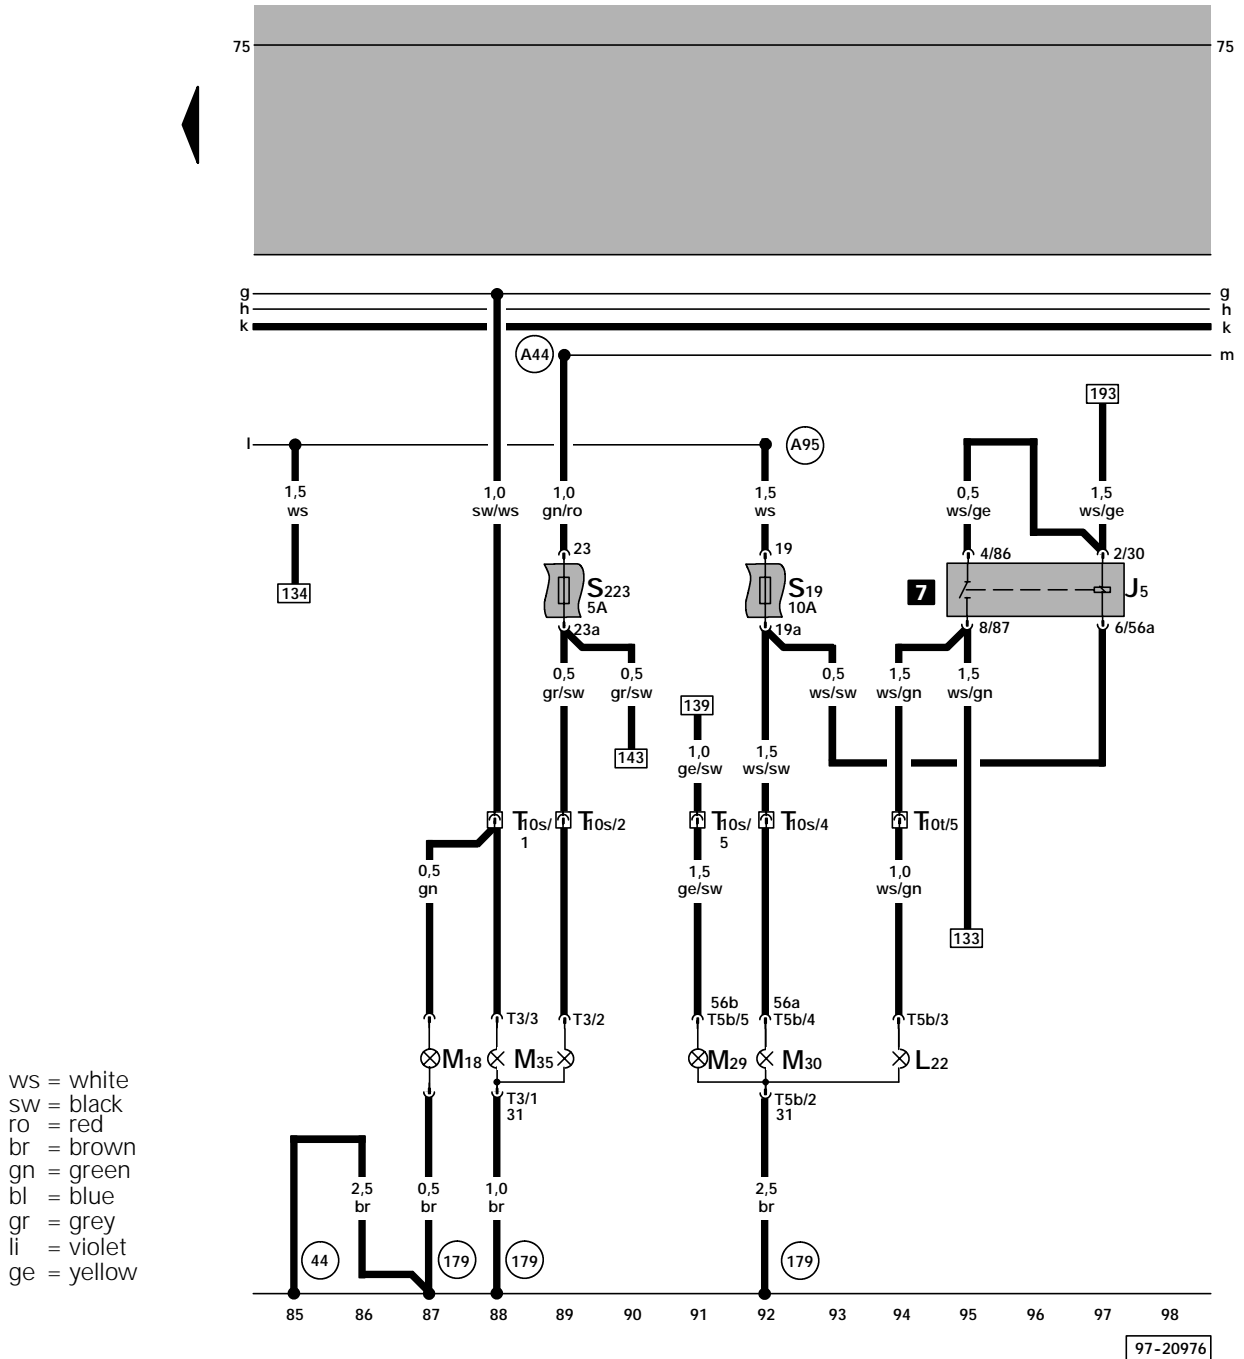 75 75
g g
h h
k k
A44 m
193
l A95
1,5 1,0 1,0 1,5 0,5 1,5
ws sw/ws gn/ro ws ws/ge ws/ge
23 19 4/86 2/30
134 S223 S19 7 J5
5A 10A
23a 19a 8/87 6/56a
0,5 0,5 0,5 1,5 1,5
gr/sw gr/sw ws/sw ws/gn ws/gn
139
1,0 1,5
143 ge/sw ws/sw
T10s/ T10s/2 T10s/ T10s/4 T10t/5
1 5
0,5 1,5 1,0
gn ge/sw ws/gn
133
56b 56a
T3/3 T3/2 T5b/5 T5b/4 T5b/3
M18 M35 M29 M30 L22
T3/1 T5b/2
31 31
ws = white
sw = black
ro = red
br = brown
gn = green
bl = blue
gr = grey
li = violet
ge = yellow
2,5 0,5 1,0 2,5
br br br br
44 179 179 179
85 86 87 88 89 90 91 92 93 94 95 96 97 98
97-20976